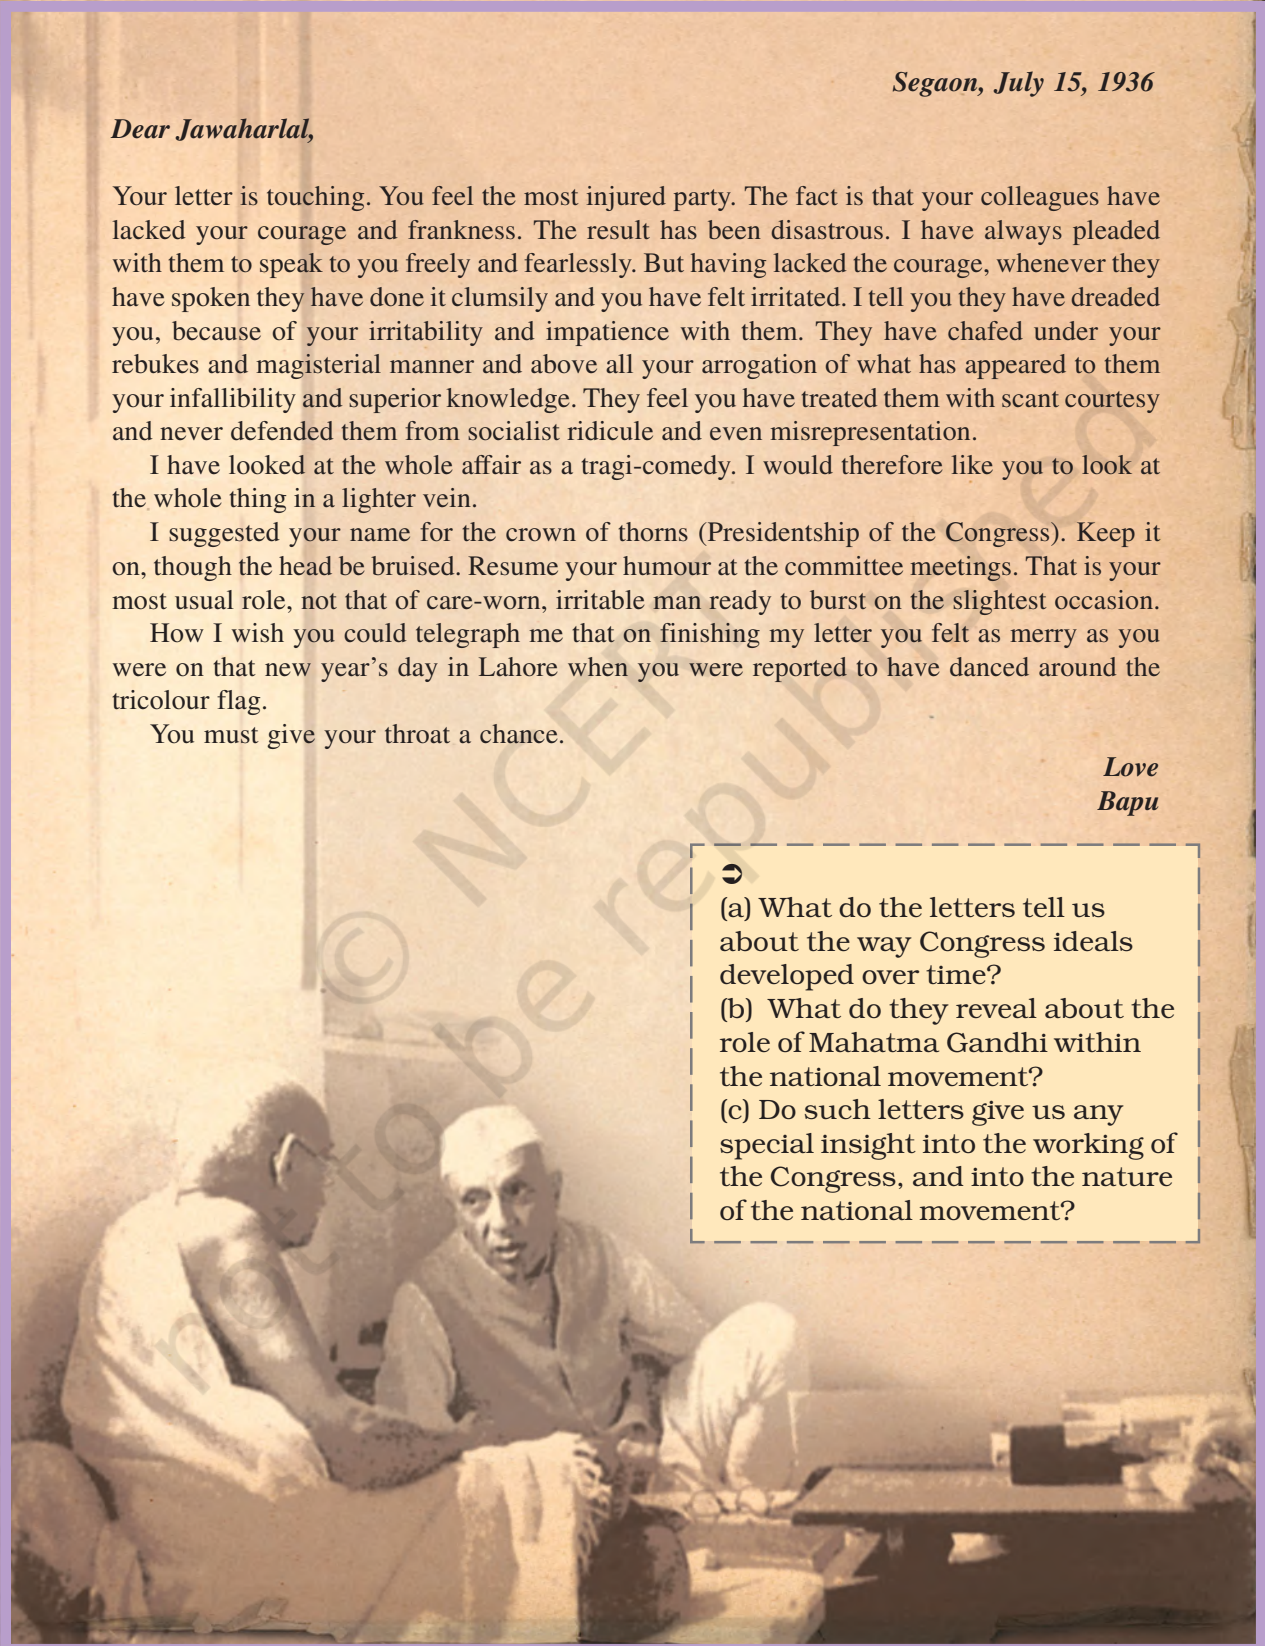 Segaon, July 15, 1936
Dear Jawaharlal,
Your letter is touching. You feel the most injured party. The fact is that your colleagues have
lacked your courage and frankness. The result has been disastrous. I have always pleaded
with them to speak to you freely and fearlessly. But having lacked the courage, whenever they
have spoken they have done it clumsily and you have felt irritated. I tell you they have dreaded
you, because of your irritability and impatience with them. They have chafed under your
rebukes and magisterial manner and above all your arrogation of what has appeared to them
your infallibility and superior knowledge. They feel you have treated them with scant courtesy
and never defended them from socialist ridicule and even misrepresentation.
I have looked at the whole affair as a tragi-comedy. I would therefore like you to look at
the whole thing in a lighter vein.
I suggested your name for the crown of thorns (Presidentship of the Congress). Keep it
on, though the head be bruised. Resume your humour at the committee meetings. That is your
most usual role, not that of care-worn, irritable man ready to burst on the slightest occasion.
How I wish you could telegraph me that on finishing my letter you felt as merry as you
were on that new year's day in Lahore when you were reported to have danced around the
tricolour flag.
You must give your throat a chance.
Love
Bapu
➲
(a) What do the letters tell us
about the way Congress ideals
developed over time?
(b) What do they reveal about the
role of Mahatma Gandhi within
the national movement?
(c) Do such letters give us any
special insight into the working of
the Congress, and into the nature
of the national movement?
© NCERT
not to be republished